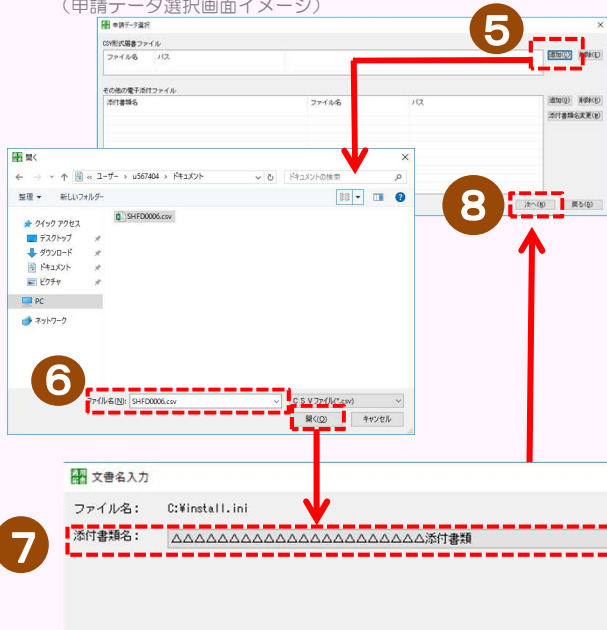 （申請データ選択画面イメージ）
申請データ選択
CSV形式届書ファイル
ファイル名 パス
追加(C) 削除(E)
その他の電子添付ファイル
添付書類名 ファイル名 パス
追加(Q) 削除(R)
添付書類名変更(W)
次へ(N) 戻る(B)
5
開く
« ユーザー › u567404 › ドキュメント
ドキュメントの検索
整理 新しいフォルダー
クイック アクセス
デスクトップ
ダウンロード
ドキュメント
ピクチャ
PC
ネットワーク
SHFD0006.csv
6
ファイル名(N): SHFD0006.csv
ＣＳＶファイル(*.csv)
開く(O) キャンセル
8
文書名入力
ファイル名： C:¥install.ini
7
添付書類名： △△△△△△△△△△△△△△△△△△△△△△添付書類